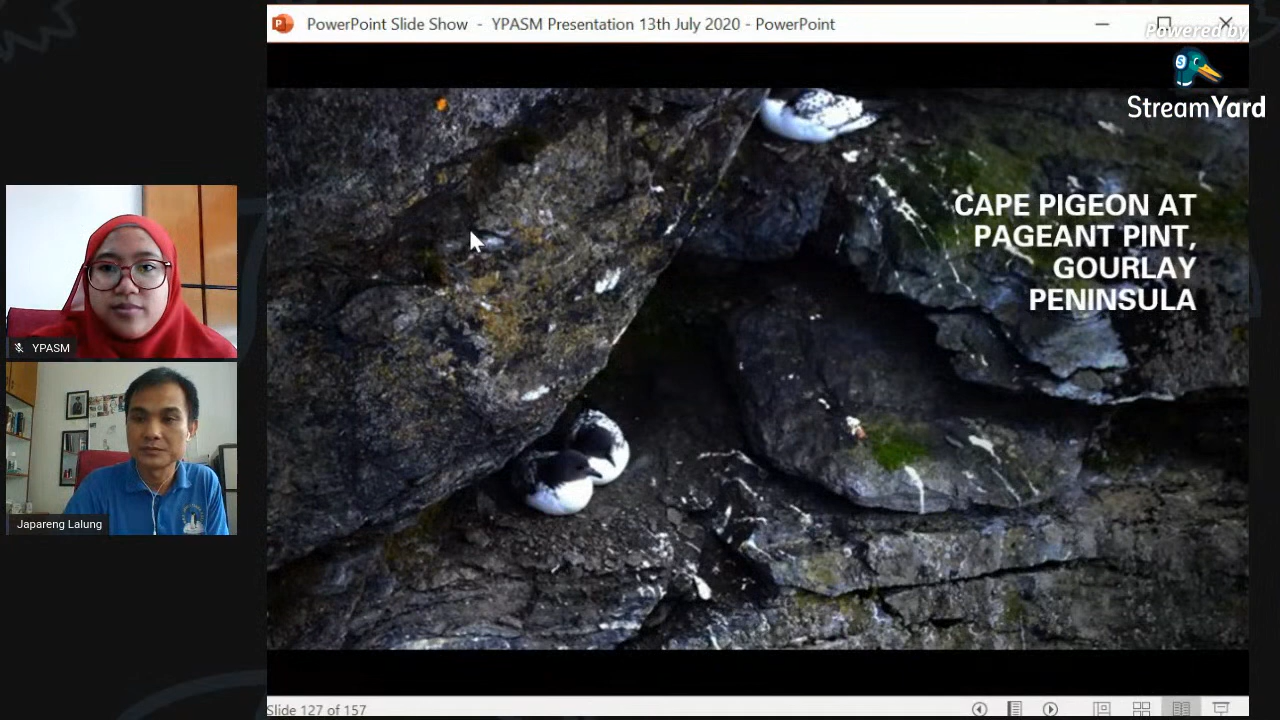 PowerPoint Slide Show - YPASM Presentation 13th July 2020 - PowerPoint
Powered by
StreamYard
CAPE PIGEON AT
PAGEANT PINT,
GOURLAY
PENINSULA
YPASM
Japareng Lalung
Slide 127 of 157